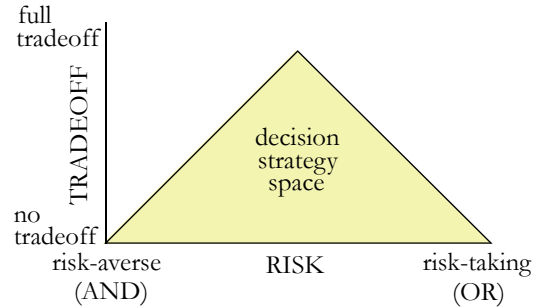 full
tradeoff
TRADEOFF
decision
strategy
space
no
tradeoff
risk-averse
(AND)
RISK
risk-taking
(OR)